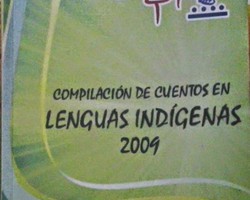 COMPILACIÓN DE CUENTOS EN
LENGUAS INDÍGENAS
2009